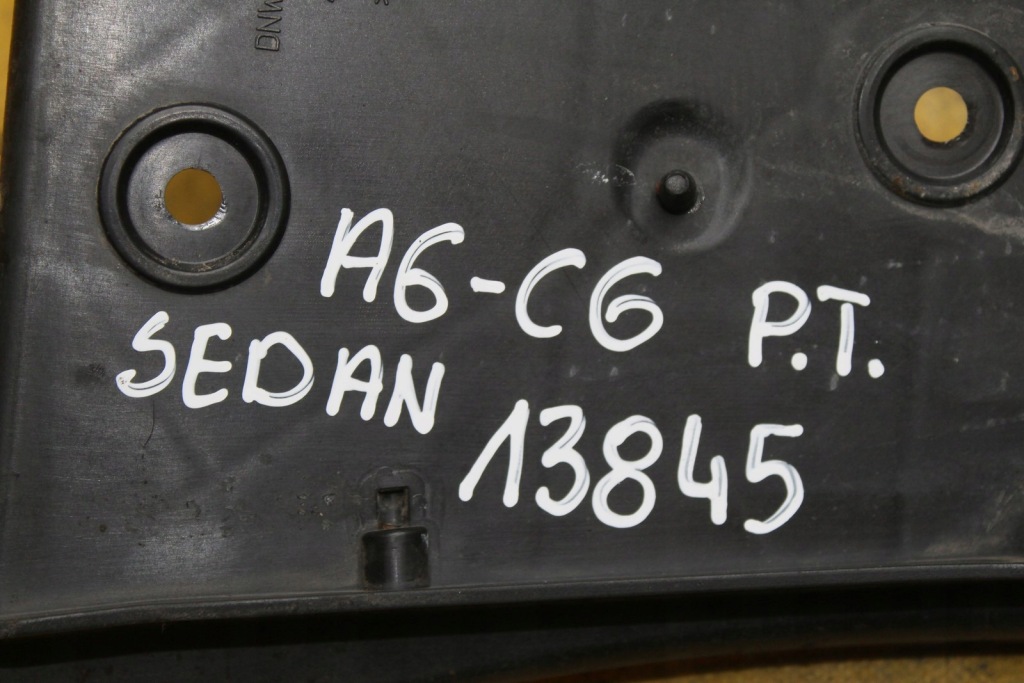 A6-C6 P.T.
SEDAN
13845